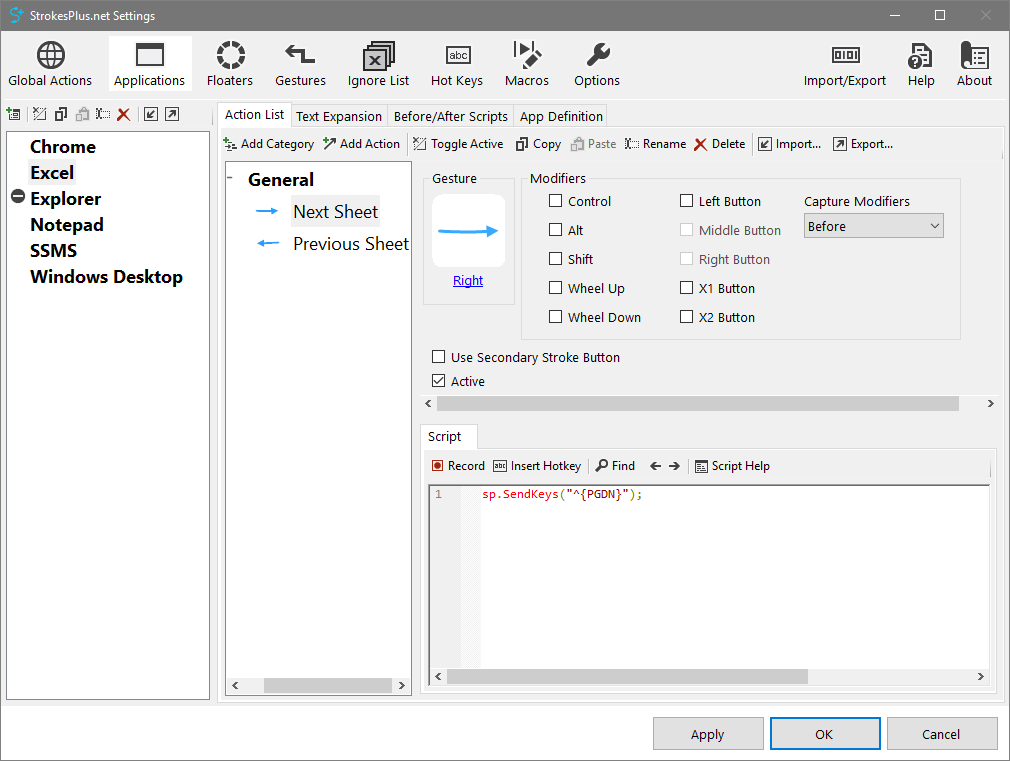 StrokesPlus.net Settings
Global Actions Applications Floaters Gestures Ignore List Hot Keys Macros Options Import/Export Help About
Action List Text Expansion Before/After Scripts App Definition
Add Category Add Action Toggle Active Copy Paste Rename Delete Import... Export...
Chrome
Excel
Explorer
Notepad
SSMS
Windows Desktop
General
Next Sheet
Previous Sheet
Gesture
Right
Modifiers
Control
Alt
Shift
Wheel Up
Wheel Down
Left Button
Middle Button
Right Button
X1 Button
X2 Button
Capture Modifiers
Before
Use Secondary Stroke Button
Active
Script
Record Insert Hotkey Find Script Help
1 sp.SendKeys("^{PGDN}");
Apply OK Cancel